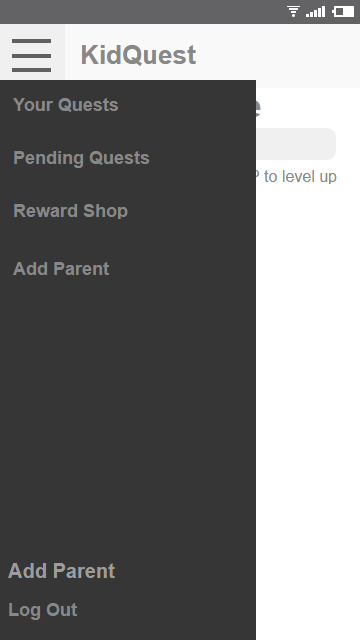 KidQuest
Your Quests
e
Pending Quests
to level up
Reward Shop
Add Parent
Add Parent
Log Out